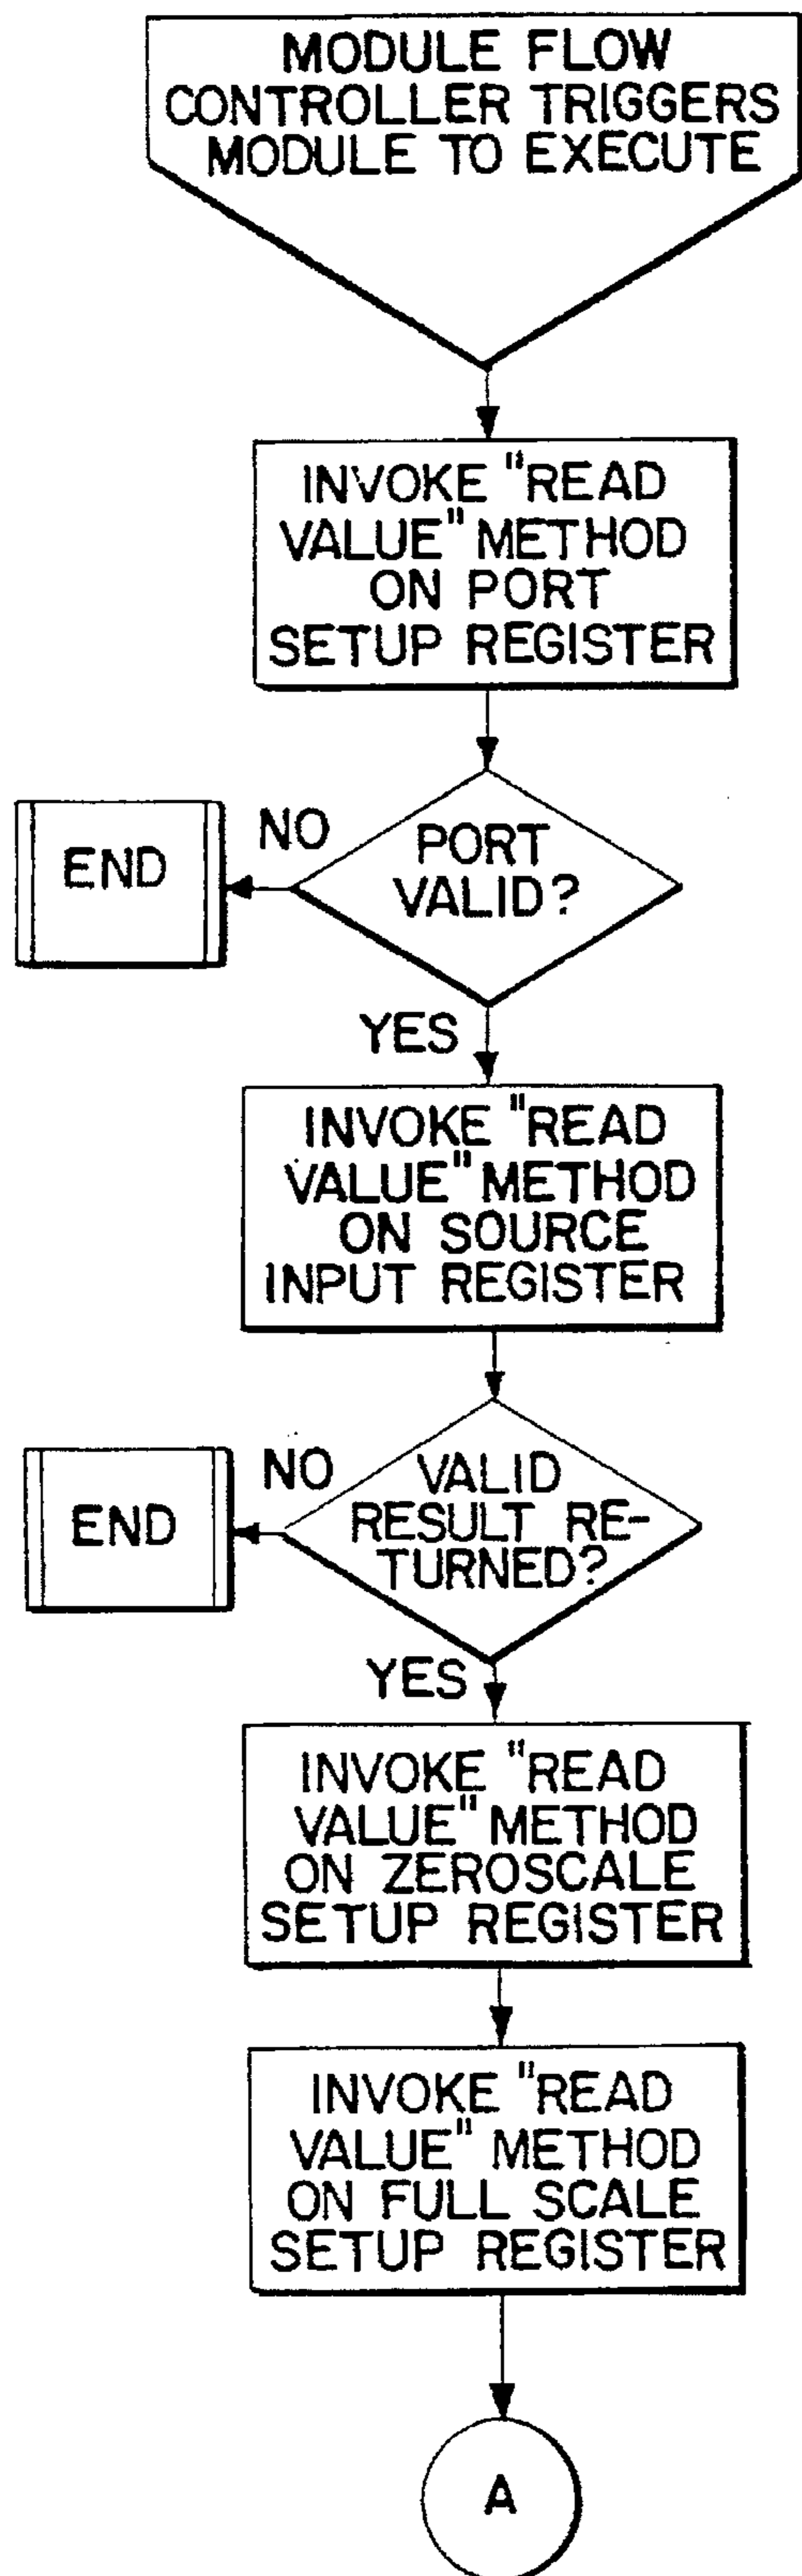 MODULE FLOW
CONTROLLER TRIGGERS
MODULE TO EXECUTE
INVOKE "READ
VALUE" METHOD
ON PORT
SETUP REGISTER
PORT
VALID?
NO
END
YES
INVOKE "READ
VALUE" METHOD
ON SOURCE
INPUT REGISTER
VALID
RESULT RE-
TURNED?
NO
END
YES
INVOKE "READ
VALUE" METHOD
ON ZEROSCALE
SETUP REGISTER
INVOKE "READ
VALUE" METHOD
ON FULL SCALE
SETUP REGISTER
A